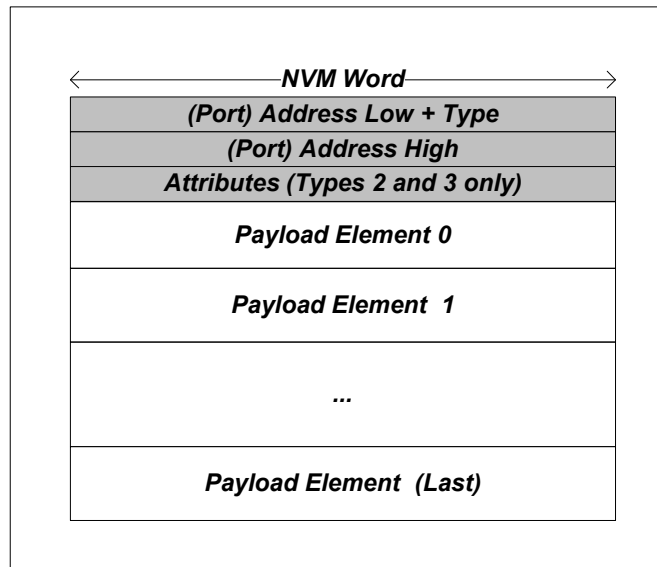 NVM Word
(Port) Address Low + Type
(Port) Address High
Attributes (Types 2 and 3 only)
Payload Element 0
Payload Element 1
...
Payload Element (Last)